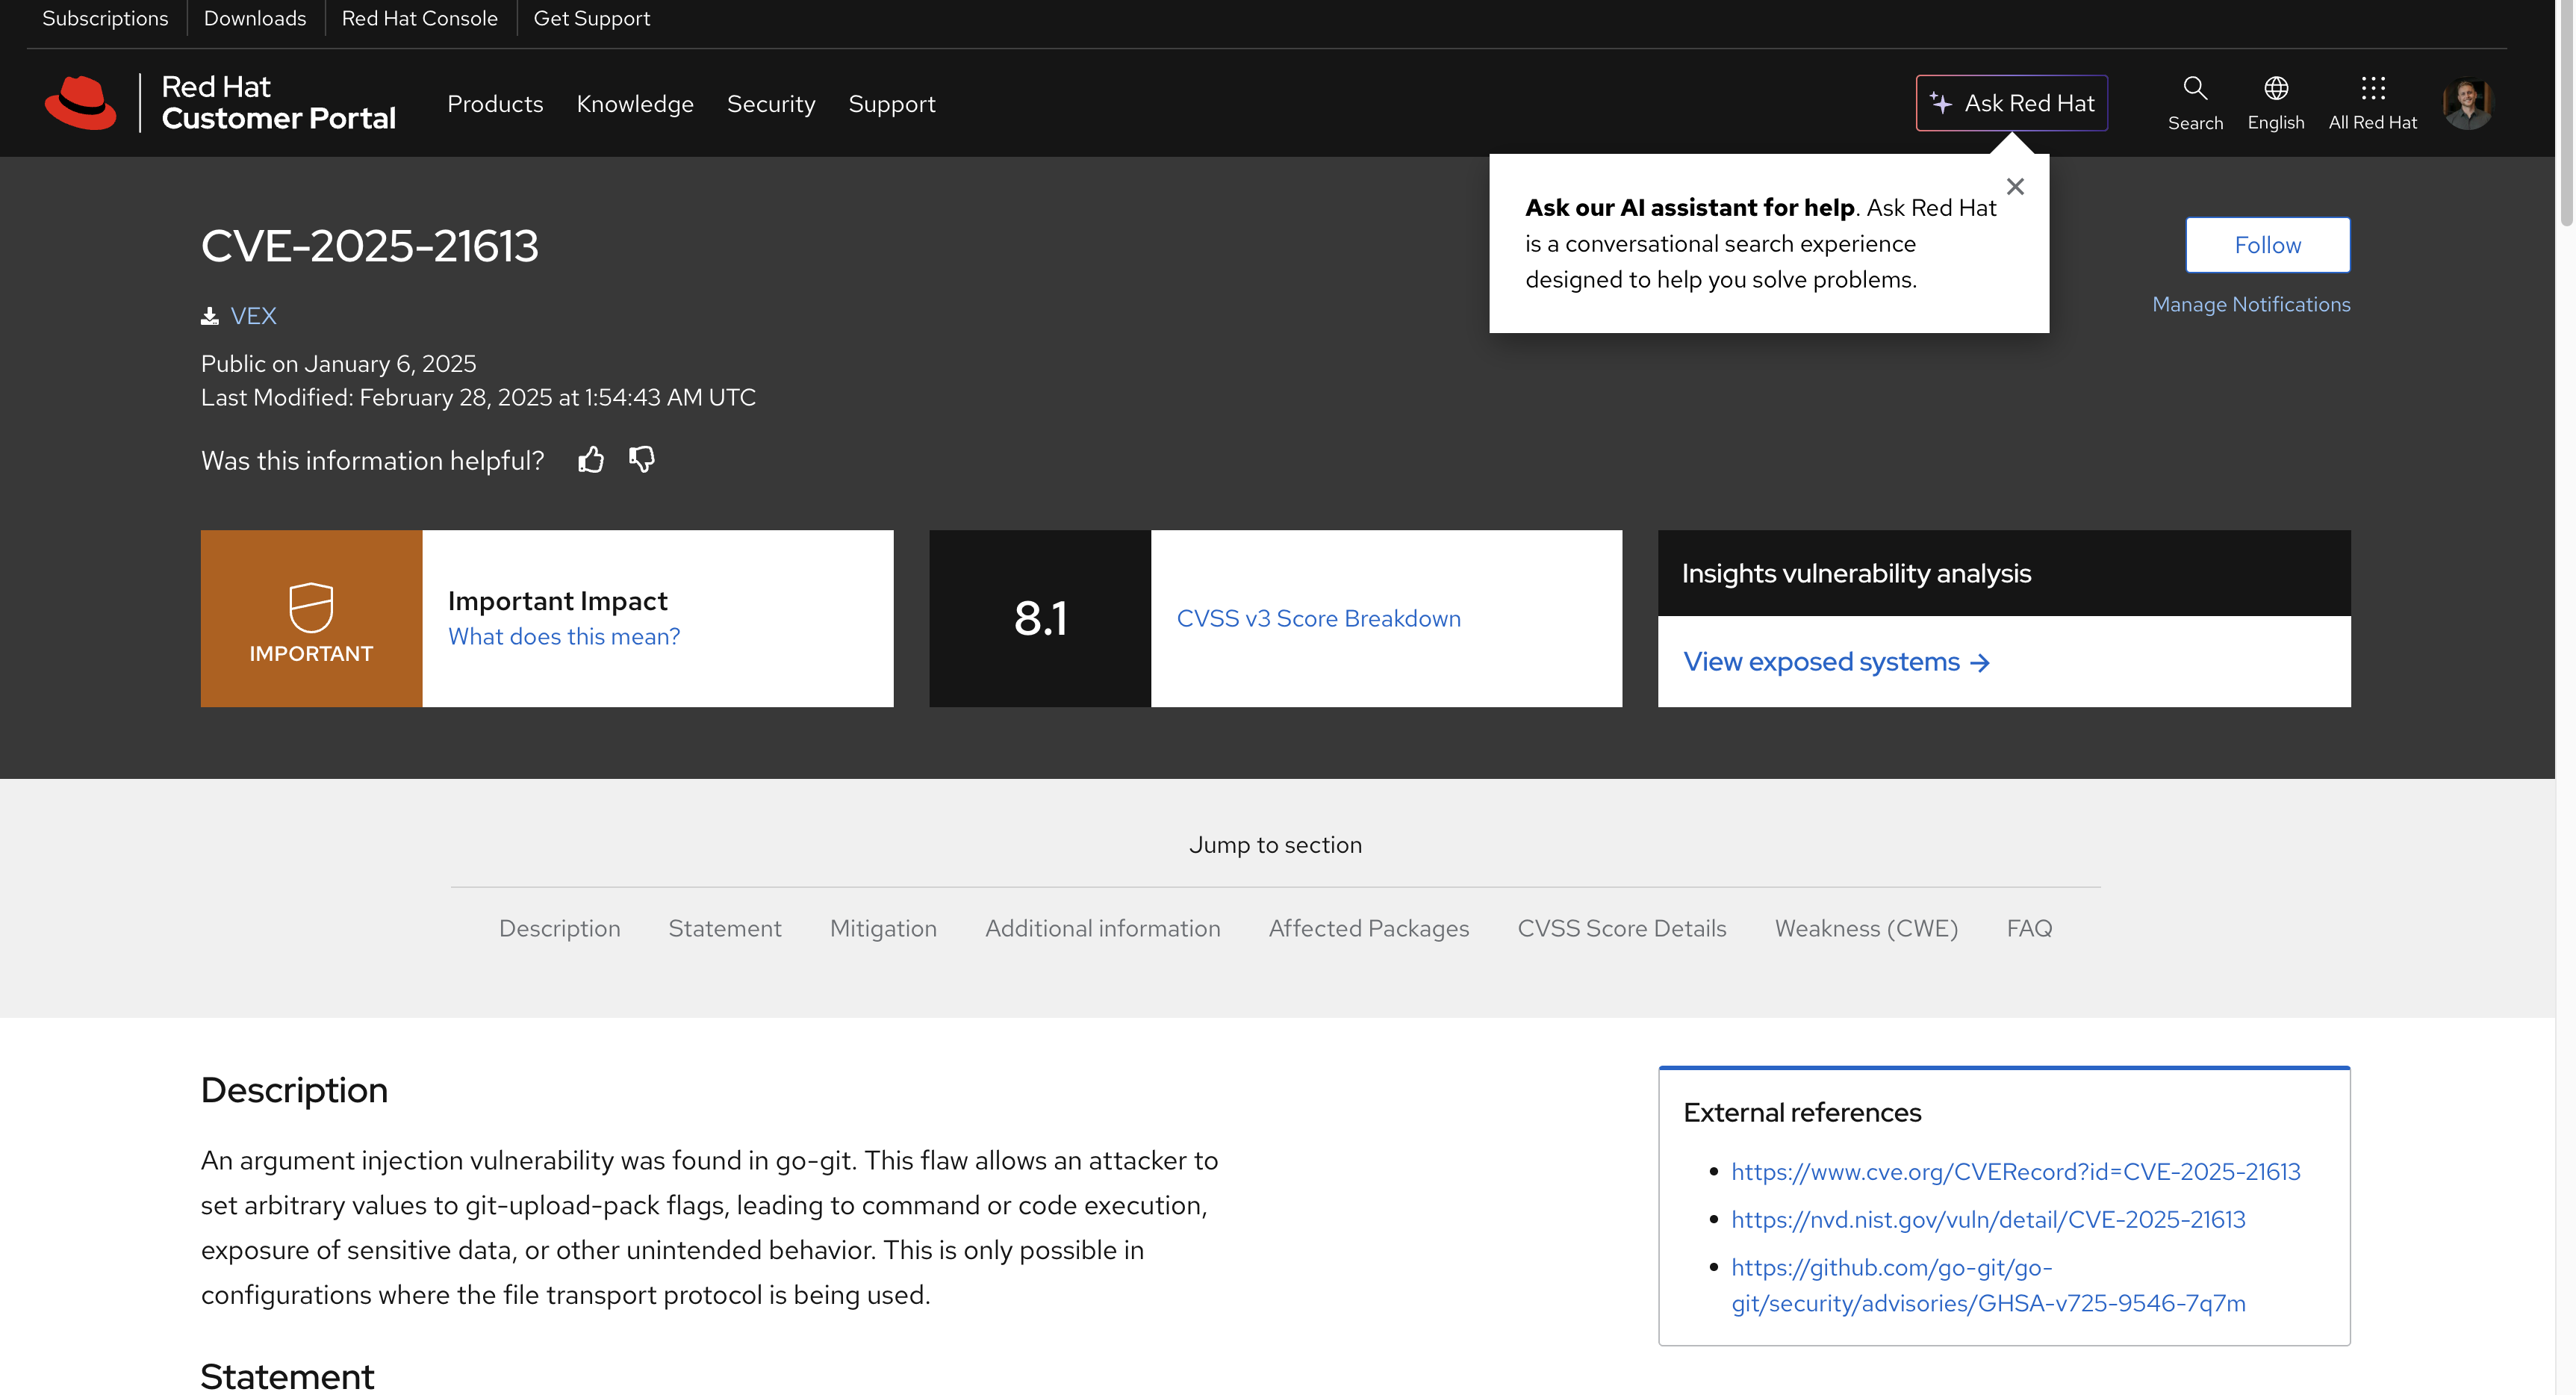 Subscriptions
Downloads
Red Hat Console
Get Support
Red Hat
Customer Portal
Products
Knowledge
Security
Support
Ask Red Hat
Search
English
All Red Hat
Ask our AI assistant for help. Ask Red Hat
is a conversational search experience
designed to help you solve problems.
CVE-2025-21613
Follow
Manage Notifications
VEX
Public on January 6, 2025
Last Modified: February 28, 2025 at 1:54:43 AM UTC
Was this information helpful?
IMPORTANT
Important Impact
What does this mean?
8.1
CVSS v3 Score Breakdown
Insights vulnerability analysis
View exposed systems
Jump to section
Description
Statement
Mitigation
Additional information
Affected Packages
CVSS Score Details
Weakness (CWE)
FAQ
Description
An argument injection vulnerability was found in go-git. This flaw allows an attacker to
set arbitrary values to git-upload-pack flags, leading to command or code execution,
exposure of sensitive data, or other unintended behavior. This is only possible in
configurations where the file transport protocol is being used.
Statement
External references
https://www.cve.org/CVERecord?id=CVE-2025-21613
https://nvd.nist.gov/vuln/detail/CVE-2025-21613
https://github.com/go-git/go-
git/security/advisories/GHSA-v725-9546-7q7m